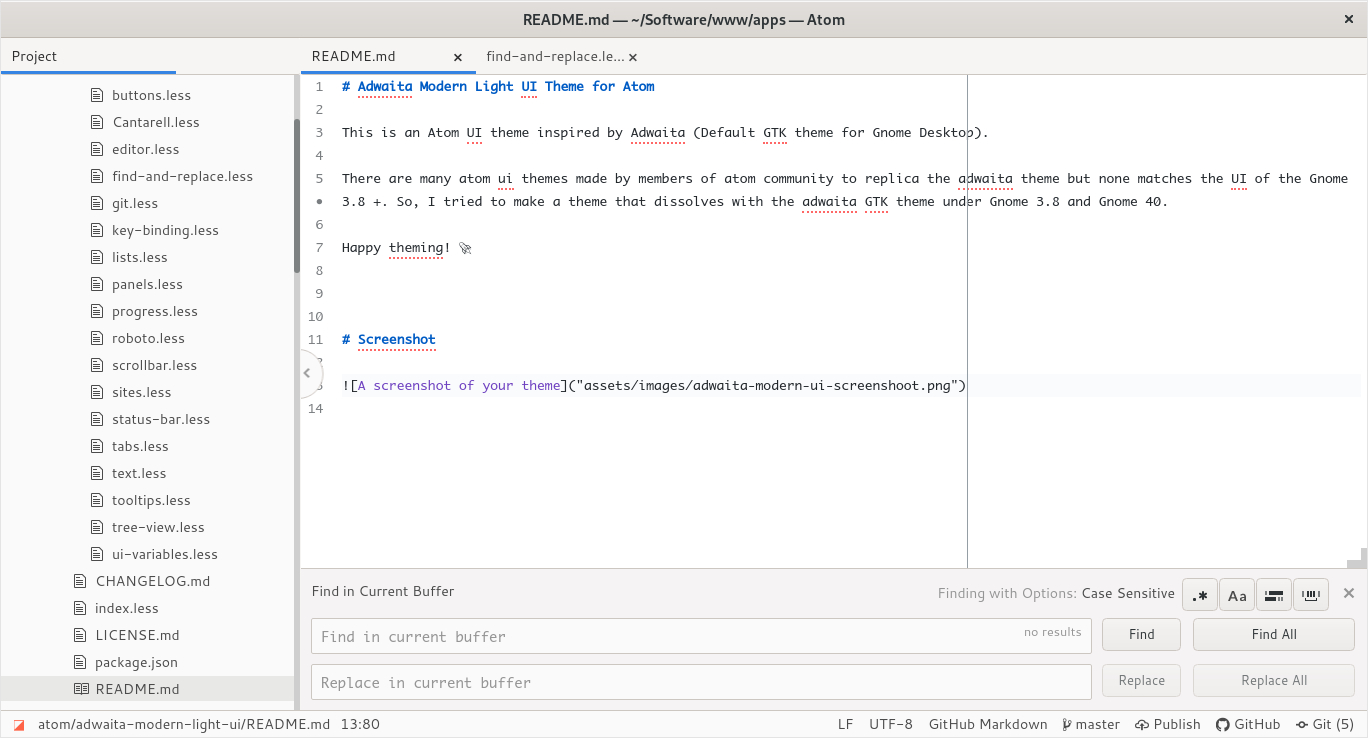 README.md — ~/Software/www/apps — Atom
Project
README.md
find-and-replace.le...
buttons.less
Cantarell.less
editor.less
find-and-replace.less
git.less
key-binding.less
lists.less
panels.less
progress.less
roboto.less
scrollbar.less
sites.less
status-bar.less
tabs.less
text.less
tooltips.less
tree-view.less
ui-variables.less
CHANGELOG.md
index.less
LICENSE.md
package.json
README.md
1 # Adwaita Modern Light UI Theme for Atom
2
3 This is an Atom UI theme inspired by Adwaita (Default GTK theme for Gnome Desktop).
4
5 There are many atom ui themes made by members of atom community to replica the adwaita theme but none matches the UI of the Gnome
• 3.8 +. So, I tried to make a theme that dissolves with the adwaita GTK theme under Gnome 3.8 and Gnome 40.
6
7 Happy theming! 🚀
8
9
10
11 # Screenshot
![A screenshot of your theme]("assets/images/adwaita-modern-ui-screenshoot.png")
14
Find in Current Buffer
Finding with Options: Case Sensitive
.* Aa
Find in current buffer
no results
Find
Find All
Replace in current buffer
Replace
Replace All
atom/adwaita-modern-light-ui/README.md 13:80
LF UTF-8 GitHub Markdown master Publish GitHub Git (5)